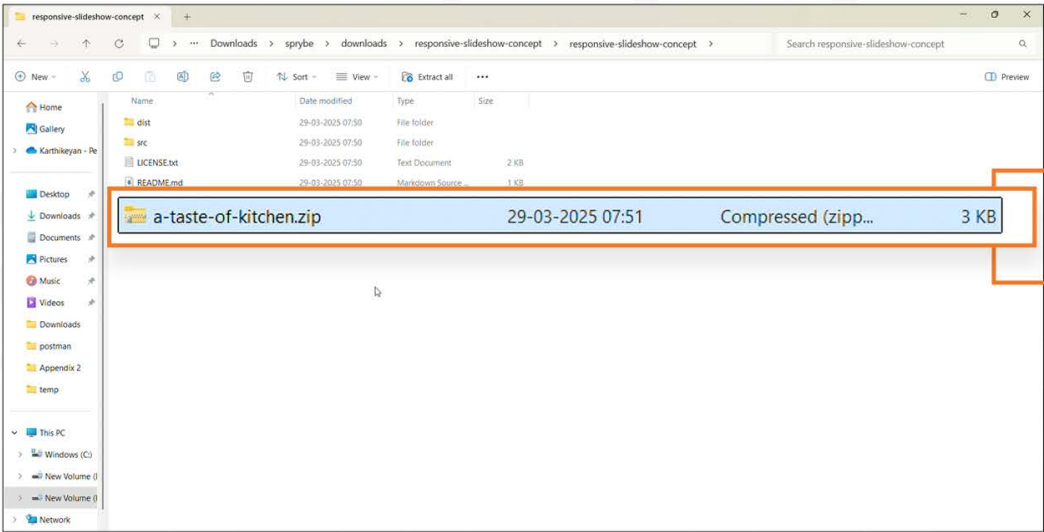 responsive-slideshow-concept
Downloads > sprybe > downloads > responsive-slideshow-concept > responsive-slideshow-concept >
Search responsive-slideshow-concept
New
Sort
View
Extract all
Preview
Name Date modified Type Size
Home
Gallery
Karthikeyan - Pe
Desktop
Downloads
Documents
Pictures
Music
Videos
Downloads
postman
Appendix 2
temp
This PC
Windows (C:)
New Volume (
New Volume (
Network
dist 29-03-2025 07:50 File folder
src 29-03-2025 07:50 File folder
LICENSE.txt 29-03-2025 07:50 Text Document 2 KB
README.md 29-03-2025 07:50 Markdown Source ... 1 KB
a-taste-of-kitchen.zip 29-03-2025 07:51 Compressed (zipp... 3 KB